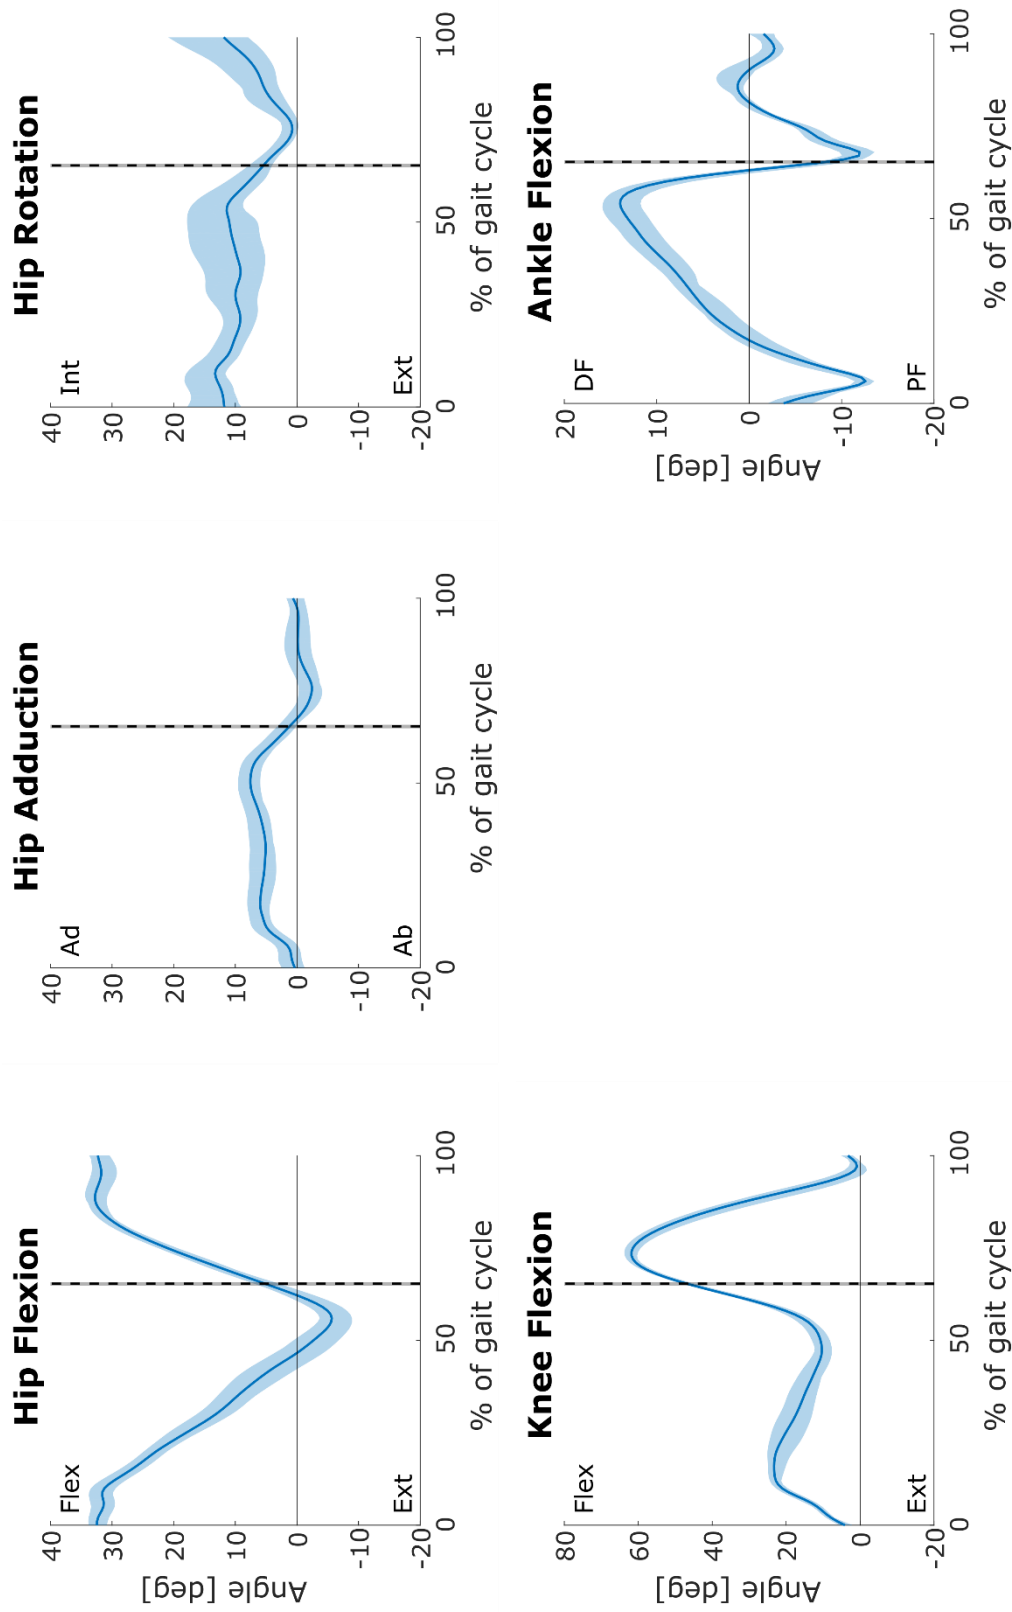 Hip Flexion
Flex
Ext
Angle [deg]
40
30
20
10
0
-10
-20
0
50
100
% of gait cycle
Hip Adduction
Ad
Ab
40
30
20
10
0
-10
-20
0
50
100
% of gait cycle
Hip Rotation
Int
Ext
40
30
20
10
0
-10
-20
0
50
100
% of gait cycle
Knee Flexion
Flex
Ext
Angle [deg]
80
60
40
20
0
-20
0
50
100
% of gait cycle
Ankle Flexion
DF
PF
Angle [deg]
20
10
0
-10
-20
0
50
100
% of gait cycle